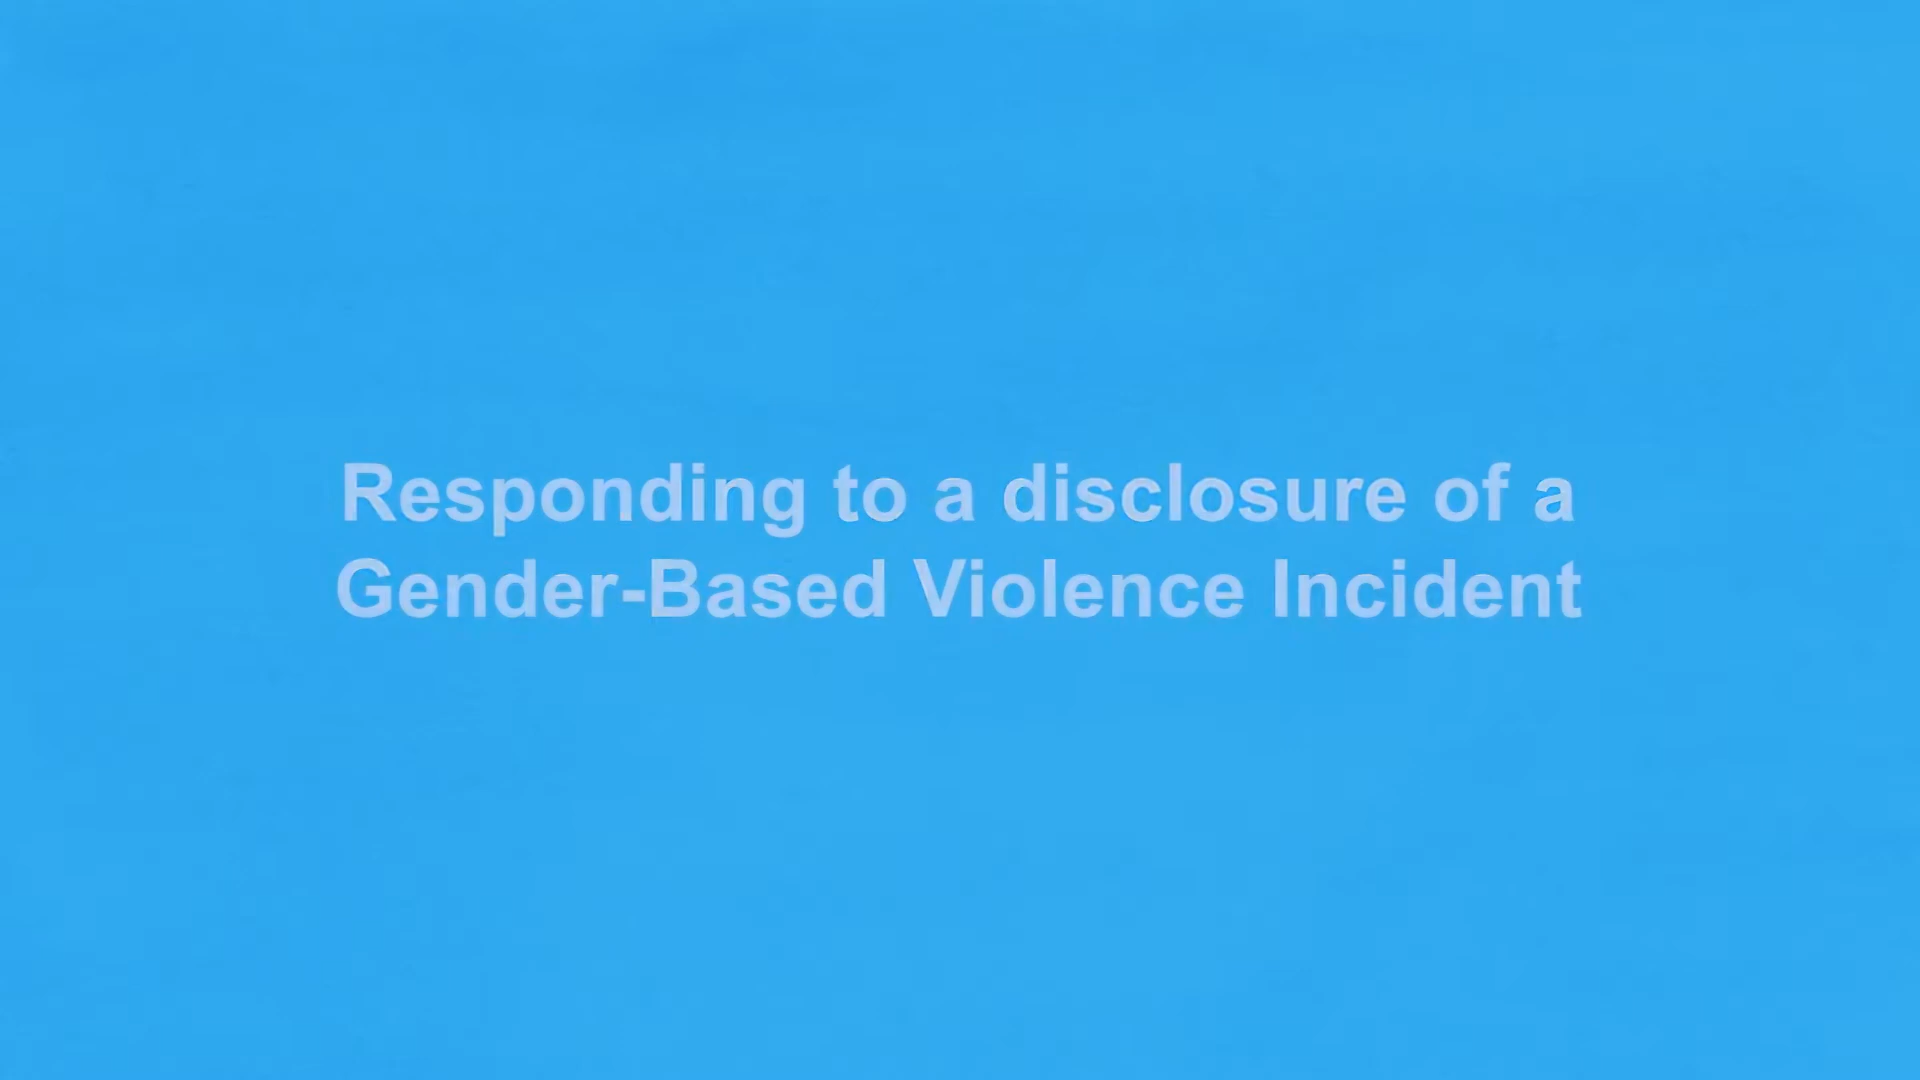 Responding to a disclosure of a
Gender-Based Violence Incident